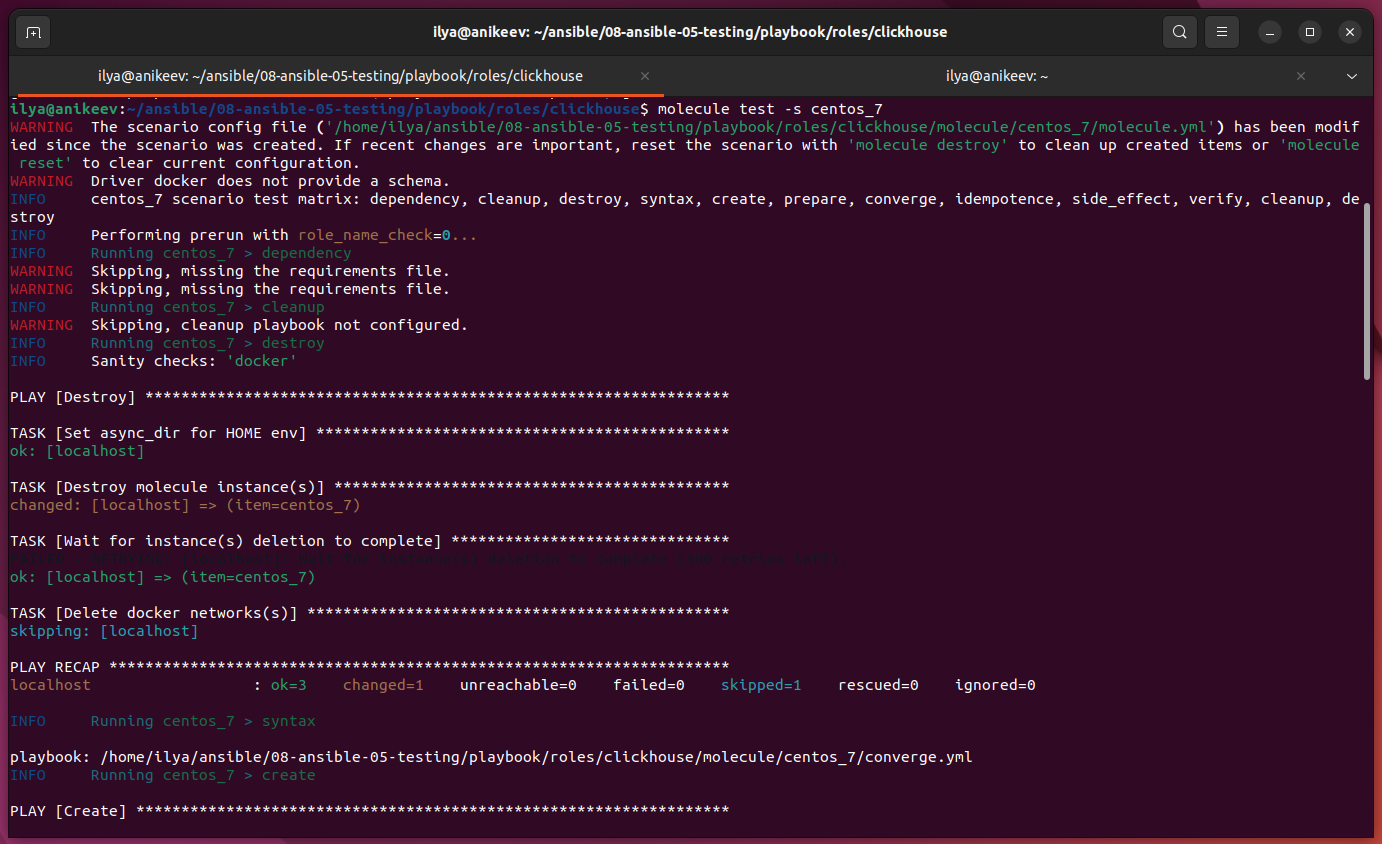 ilya@anikeev: ~/ansible/08-ansible-05-testing/playbook/roles/clickhouse
ilya@anikeev: ~/ansible/08-ansible-05-testing/playbook/roles/clickhouse
ilya@anikeev: ~
ilya@anikeev:~/ansible/08-ansible-05-testing/playbook/roles/clickhouse$ molecule test -s centos_7
WARNING  The scenario config file ('/home/ilya/ansible/08-ansible-05-testing/playbook/roles/clickhouse/molecule/centos_7/molecule.yml') has been modif
ied since the scenario was created. If recent changes are important, reset the scenario with 'molecule destroy' to clean up created items or 'molecule
 reset' to clear current configuration.
WARNING  Driver docker does not provide a schema.
INFO     centos_7 scenario test matrix: dependency, cleanup, destroy, syntax, create, prepare, converge, idempotence, side_effect, verify, cleanup, de
stroy
INFO     Performing prerun with role_name_check=0...
INFO     Running centos_7 > dependency
WARNING  Skipping, missing the requirements file.
WARNING  Skipping, missing the requirements file.
INFO     Running centos_7 > cleanup
WARNING  Skipping, cleanup playbook not configured.
INFO     Running centos_7 > destroy
INFO     Sanity checks: 'docker'
PLAY [Destroy] *****************************************************************
TASK [Set async_dir for HOME env] **********************************************
ok: [localhost]
TASK [Destroy molecule instance(s)] ********************************************
changed: [localhost] => (item=centos_7)
TASK [Wait for instance(s) deletion to complete] *******************************
ok: [localhost] => (item=centos_7)
TASK [Delete docker networks(s)] ***********************************************
skipping: [localhost]
PLAY RECAP *********************************************************************
localhost                  : ok=3    changed=1    unreachable=0    failed=0    skipped=1    rescued=0    ignored=0
INFO     Running centos_7 > syntax
playbook: /home/ilya/ansible/08-ansible-05-testing/playbook/roles/clickhouse/molecule/centos_7/converge.yml
INFO     Running centos_7 > create
PLAY [Create] ******************************************************************